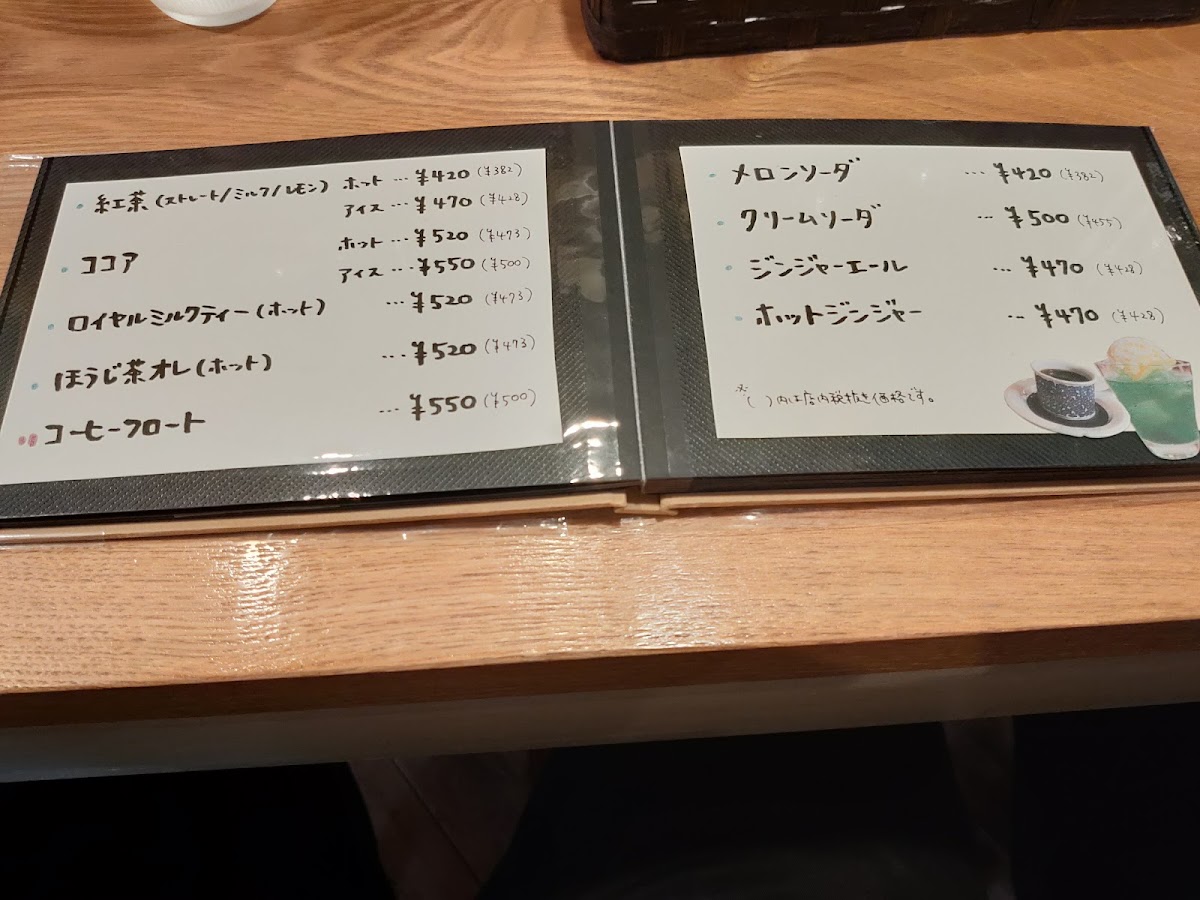 ・紅茶(ストレート/ミルク/レモン) ホット…¥420(¥382)
アイス…¥470(¥428)
・ココア ホット…¥520(¥473)
アイス…¥550(¥500)
・ロイヤルミルクティー(ホット) …¥520(¥473)
・ほうじ茶オレ(ホット) …¥520(¥473)
コーヒーフロート …¥550(¥500)
・メロンソーダ …¥420(¥382)
・クリームソーダ …¥500(¥455)
・ジンジャーエール …¥470(¥428)
・ホットジンジャー …¥470(¥428)
※( )内は店内税抜き価格です。